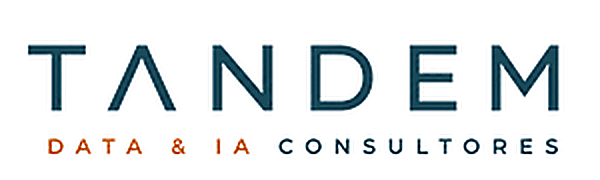 TANDEM
DATA & IA CONSULTORES